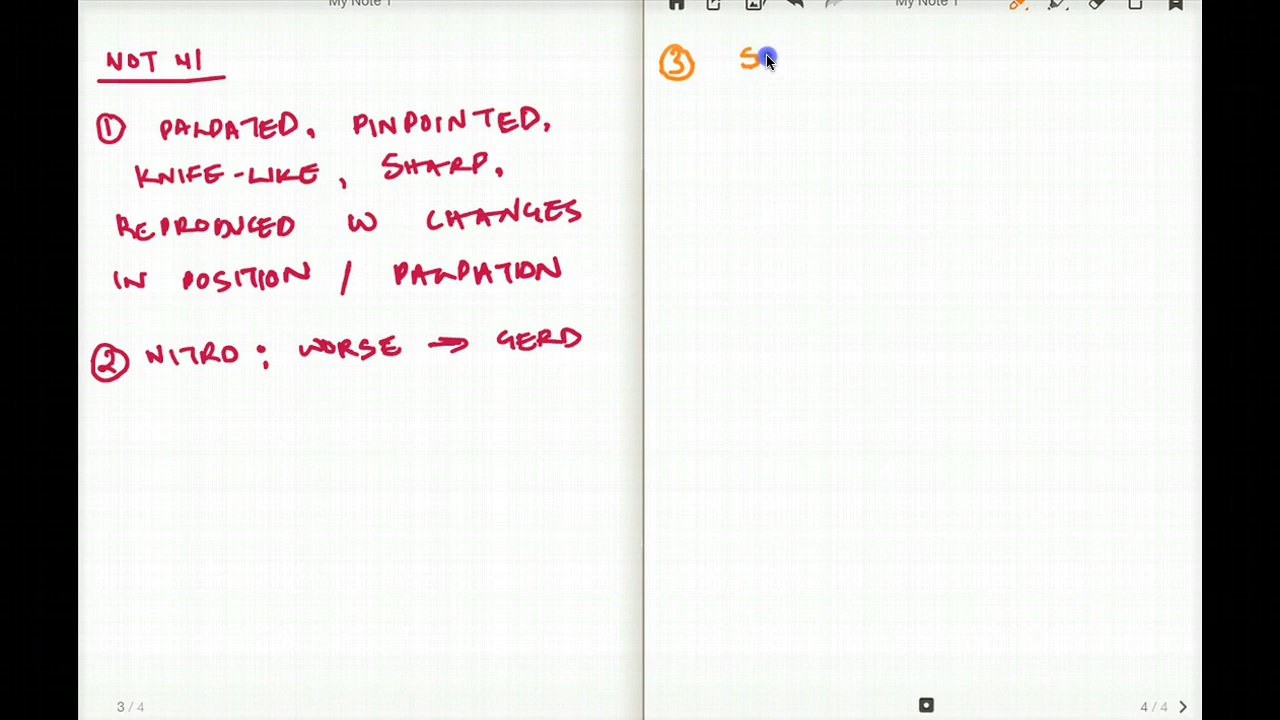 My Note 1
NOT MI
① PALPATED, PINPOINTED,
KNIFE-LIKE, SHARP,
REPRODUCED W CHANGES
IN POSITION / PALPATION
② NITRO: WORSE → GERD
3 / 4
My Note 1
③ S
4 / 4